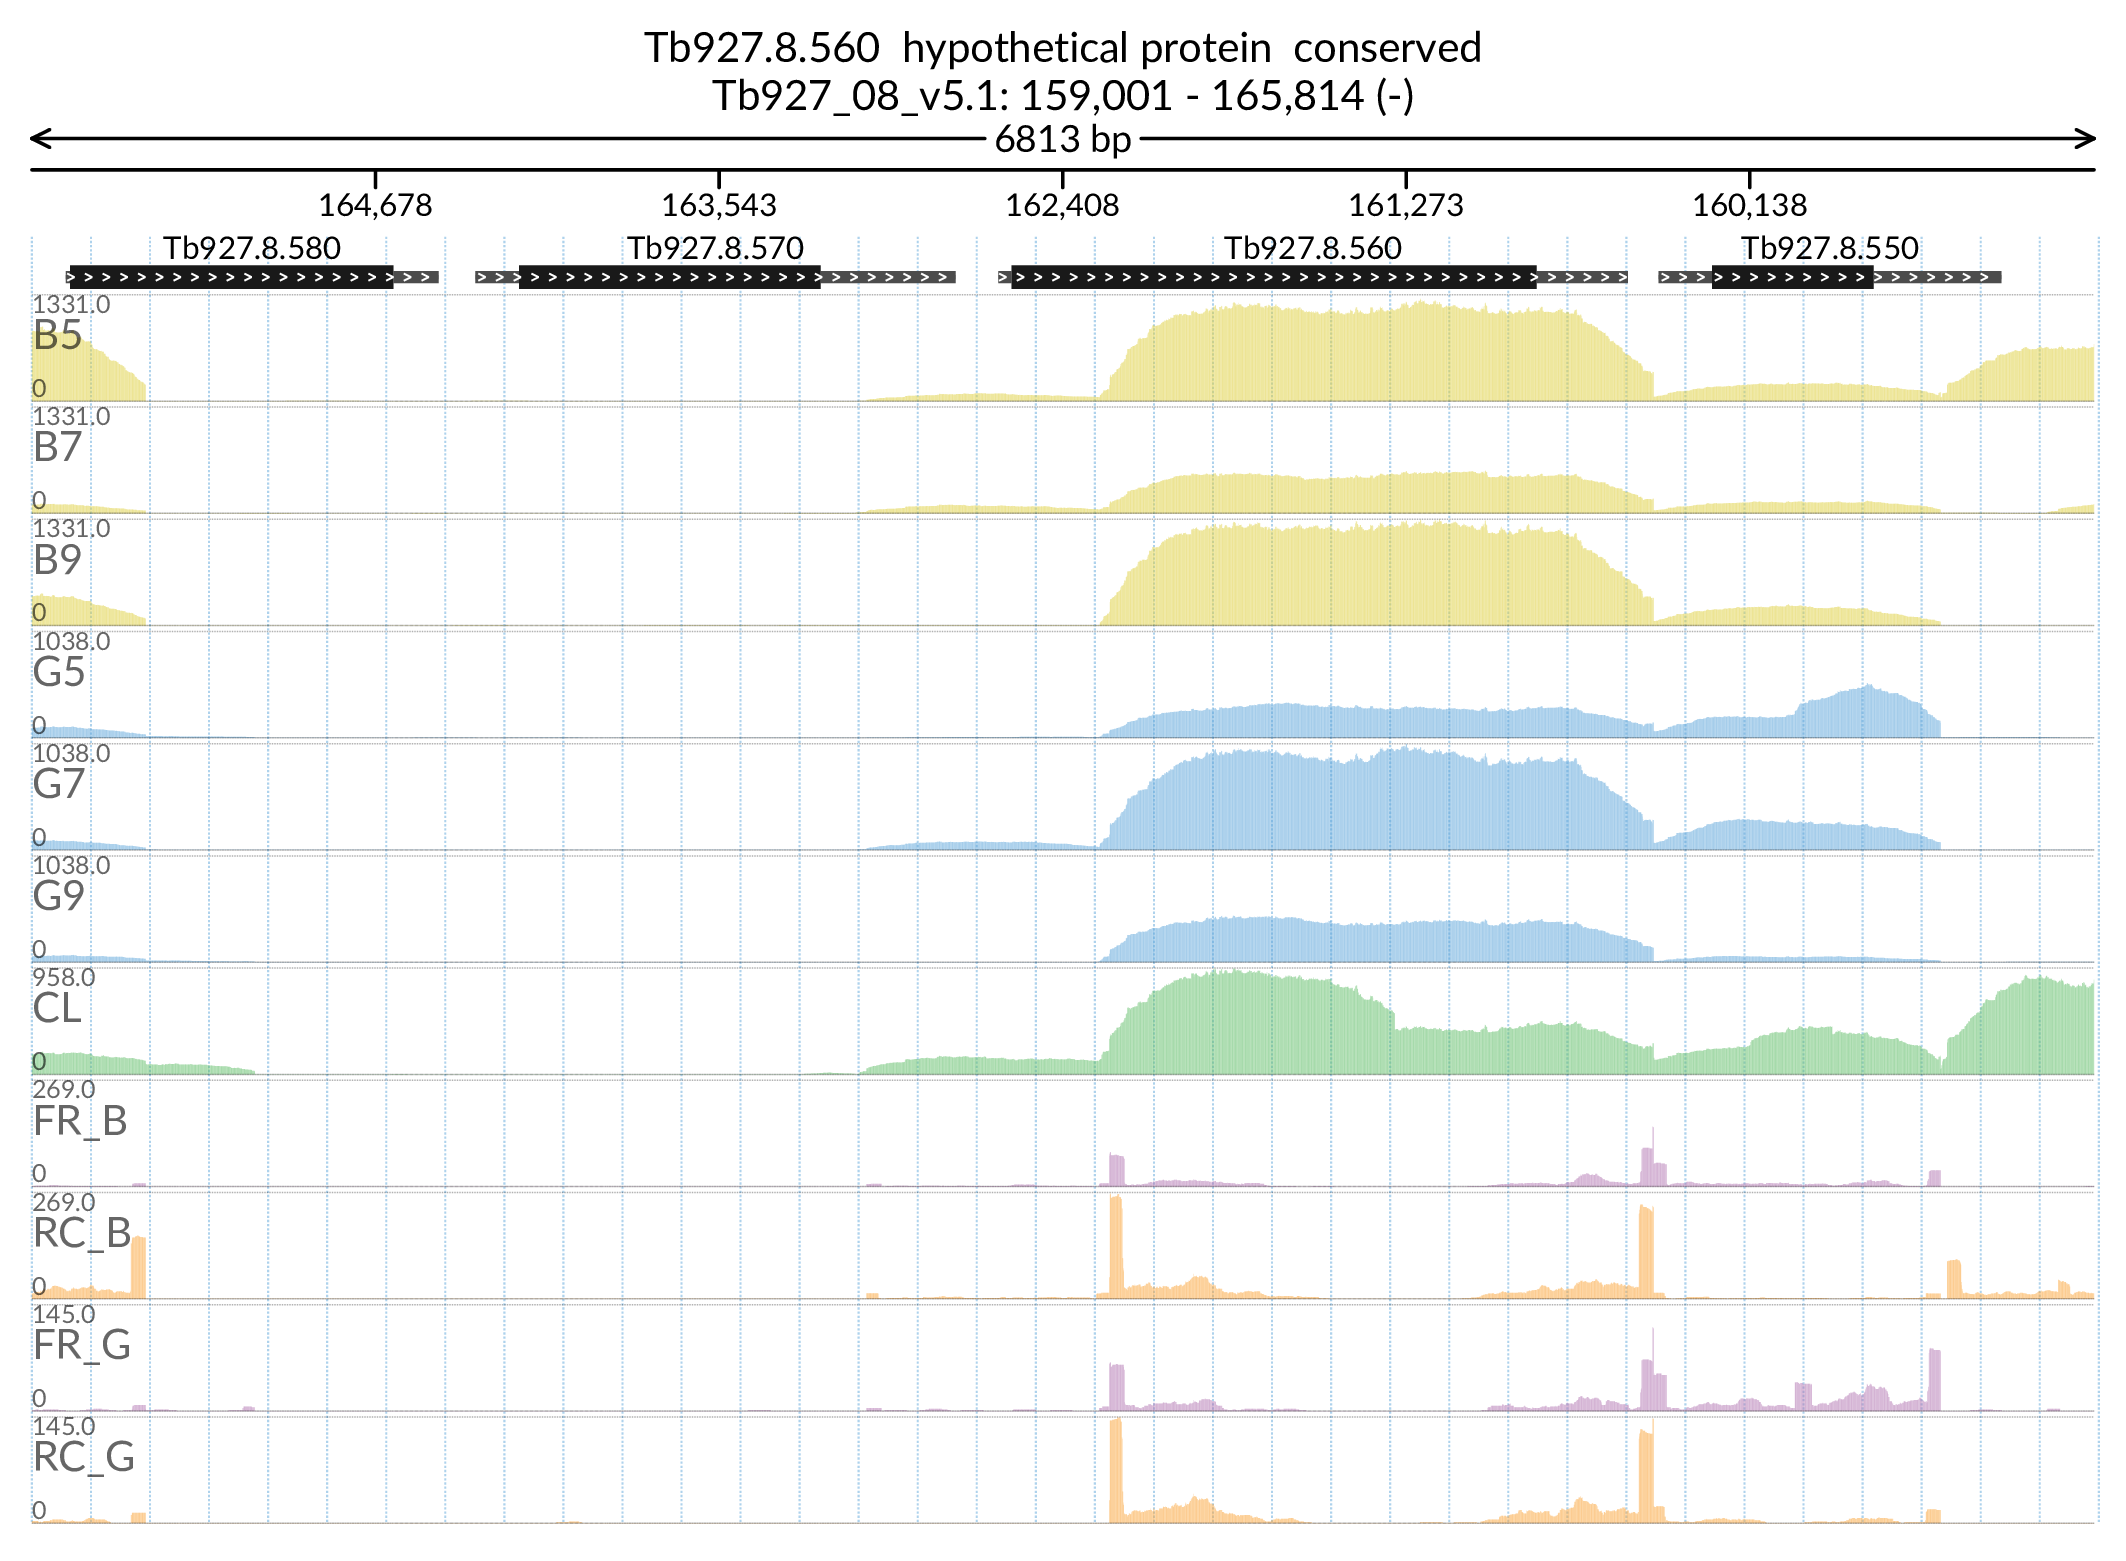 Tb927.8.560  hypothetical protein  conserved
Tb927_08_v5.1: 159,001 - 165,814 (-)
6813 bp
164,678 163,543 162,408 161,273 160,138
Tb927.8.580 Tb927.8.570 Tb927.8.560 Tb927.8.550
1331.0
B5
0
1331.0
B7
0
1331.0
B9
0
1038.0
G5
0
1038.0
G7
0
1038.0
G9
0
958.0
CL
0
269.0
FR_B
0
269.0
RC_B
0
145.0
FR_G
0
145.0
RC_G
0